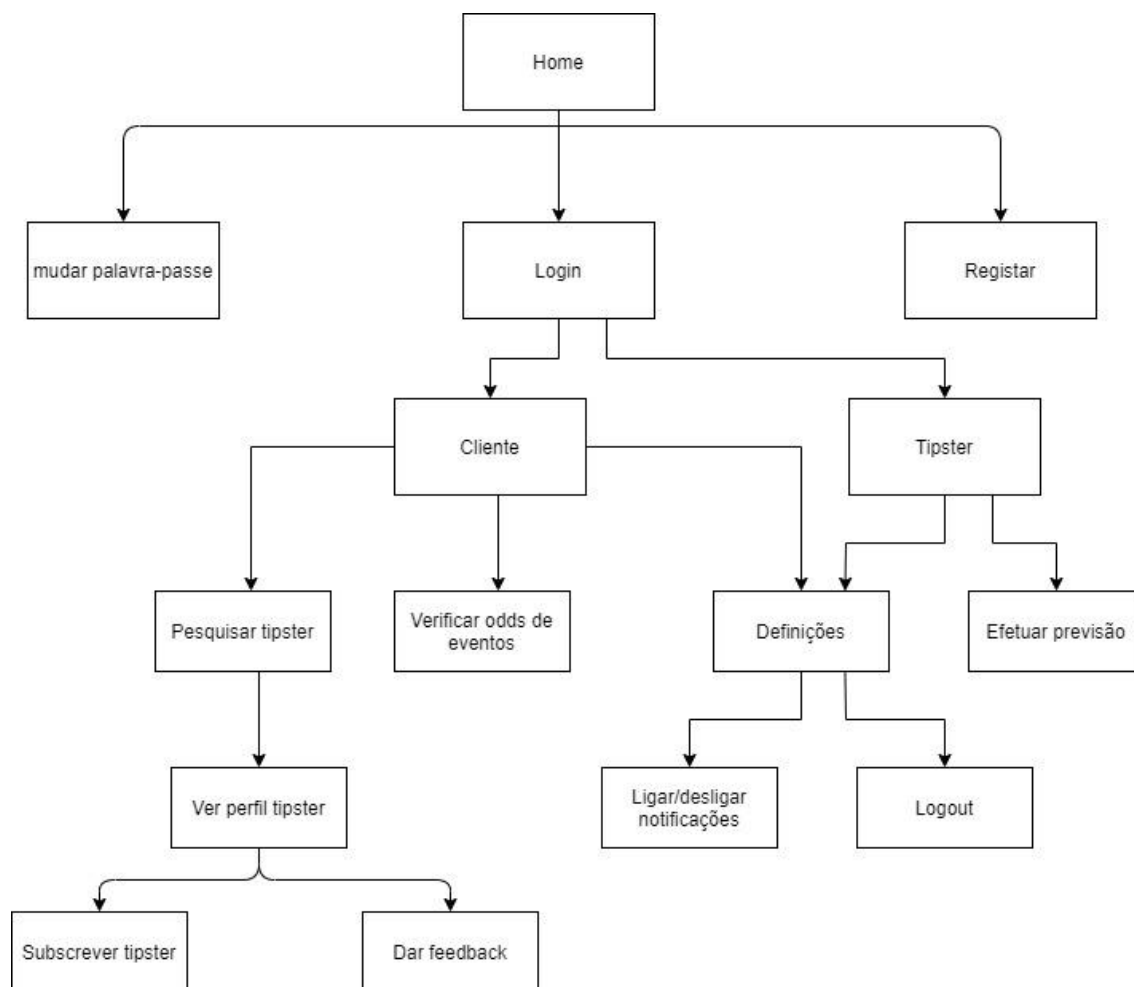 Home
mudar palavra-passe
Login
Registar
Cliente
Tipster
Pesquisar tipster
Verificar odds de
eventos
Definições
Efetuar previsão
Ver perfil tipster
Ligar/desligar
notificações
Logout
Subscrever tipster
Dar feedback